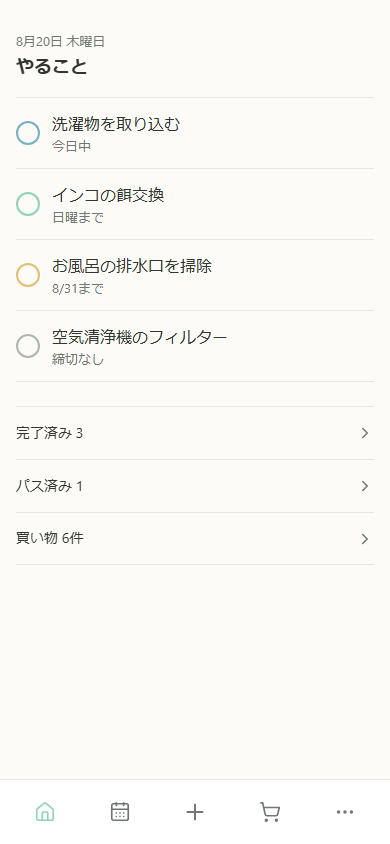 8月20日 木曜日
やること
洗濯物を取り込む
今日中
インコの餌交換
日曜まで
お風呂の排水口を掃除
8/31まで
空気清浄機のフィルター
締切なし
完了済み 3
パス済み 1
買い物 6件